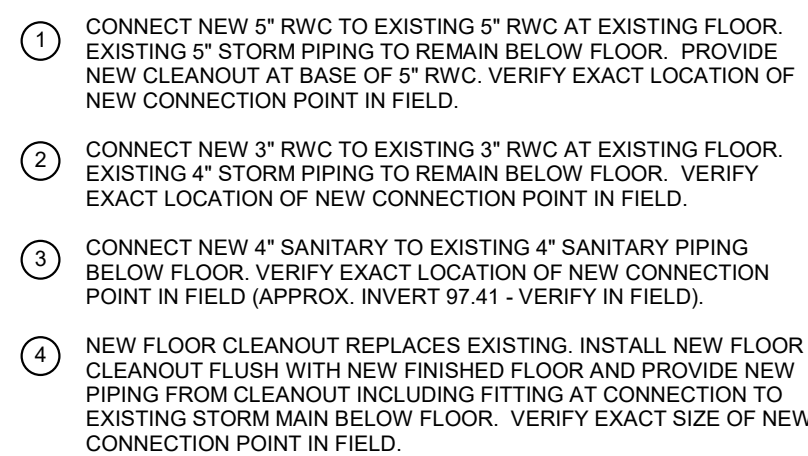 1 CONNECT NEW 5" RWC TO EXISTING 5" RWC AT EXISTING FLOOR.
EXISTING 5" STORM PIPING TO REMAIN BELOW FLOOR. PROVIDE
NEW CLEANOUT AT BASE OF 5" RWC. VERIFY EXACT LOCATION OF
NEW CONNECTION POINT IN FIELD.
2 CONNECT NEW 3" RWC TO EXISTING 3" RWC AT EXISTING FLOOR.
EXISTING 4" STORM PIPING TO REMAIN BELOW FLOOR. VERIFY
EXACT LOCATION OF NEW CONNECTION POINT IN FIELD.
3 CONNECT NEW 4" SANITARY TO EXISTING 4" SANITARY PIPING
BELOW FLOOR. VERIFY EXACT LOCATION OF NEW CONNECTION
POINT IN FIELD (APPROX. INVERT 97.41 - VERIFY IN FIELD).
4 NEW FLOOR CLEANOUT REPLACES EXISTING. INSTALL NEW FLOOR
CLEANOUT FLUSH WITH NEW FINISHED FLOOR AND PROVIDE NEW
PIPING FROM CLEANOUT INCLUDING FITTING AT CONNECTION TO
EXISTING STORM MAIN BELOW FLOOR. VERIFY EXACT SIZE OF NEW
CONNECTION POINT IN FIELD.